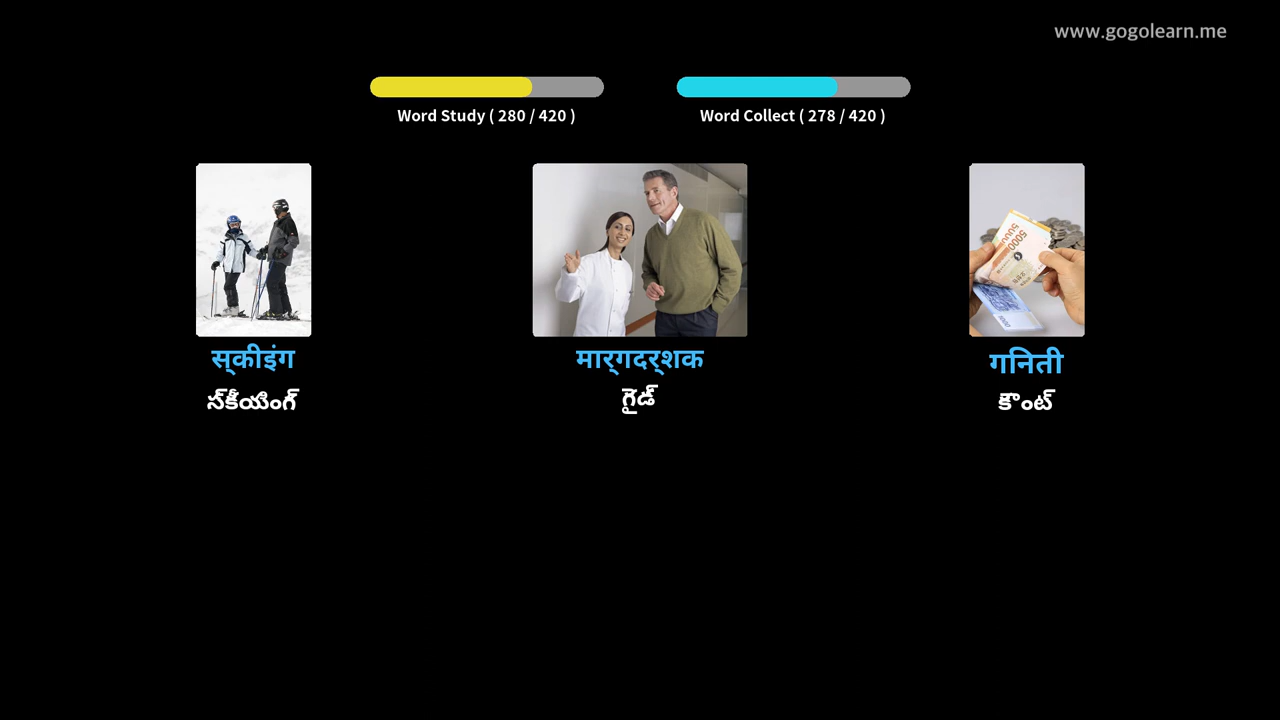 www.gogolearn.me
Word Study ( 280 / 420 )
Word Collect ( 278 / 420 )
स्कीइंग
मार्गदर्शक
गनिती
స్కీయింగ్
గైడ్
కౌంట్